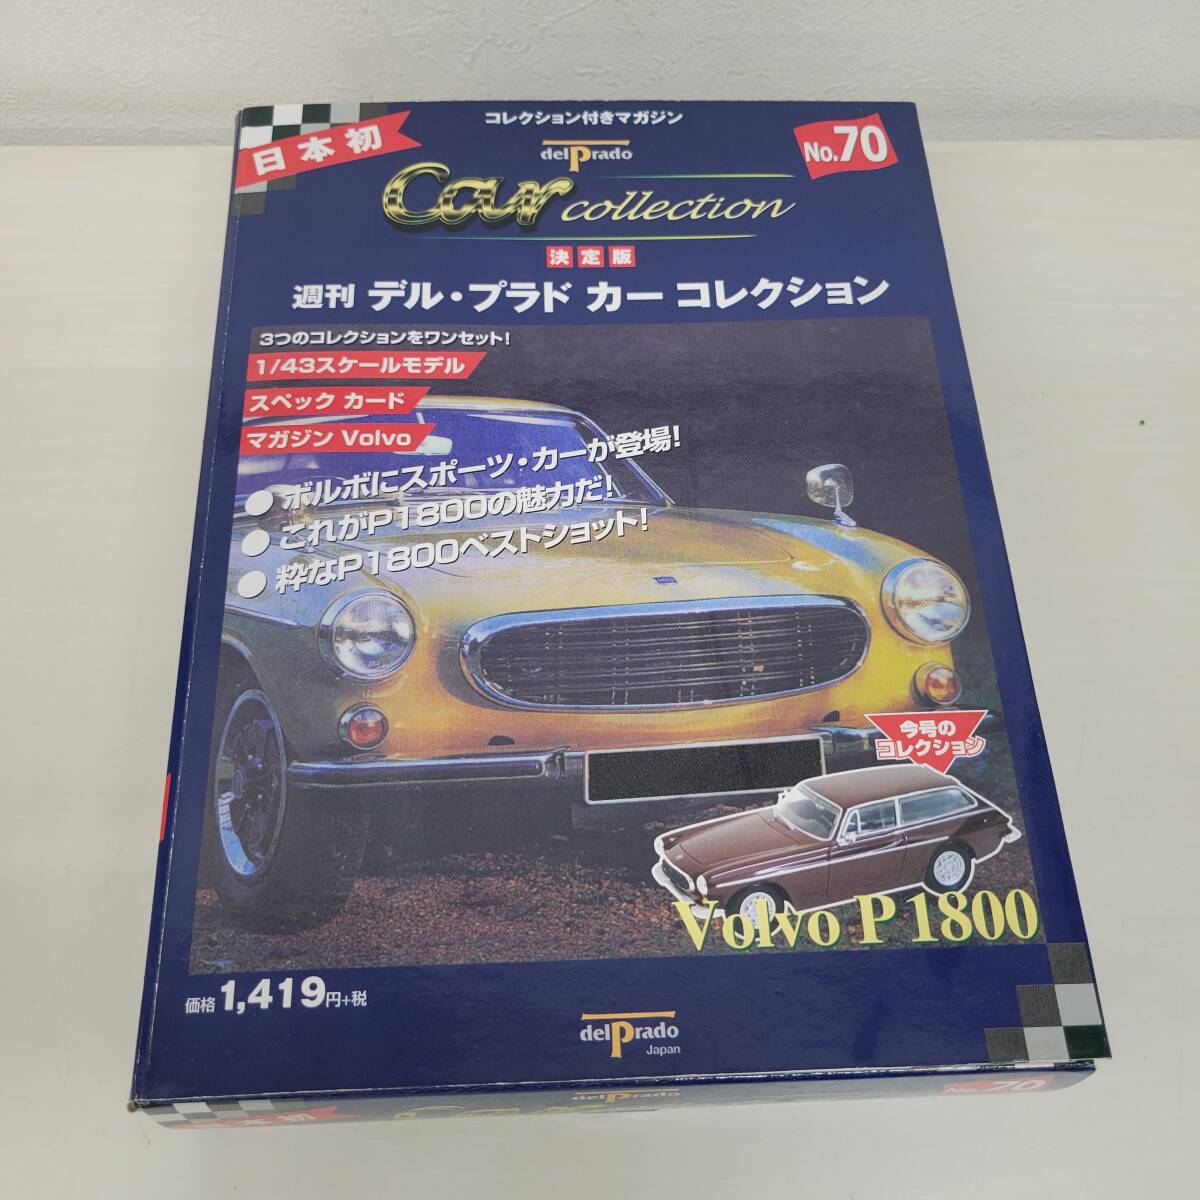 コレクション付きマガジン
日本初
delPrado
No.70
Car collection
決定版
週刊 デル・プラド カー コレクション
3つのコレクションをワンセット!
1/43スケールモデル
スペック カード
マガジン Volvo
● ボルボにスポーツ・カーが登場!
● これがP1800の魅力だ!
● 粋なP1800ベストショット!
今号の
コレクション
Volvo P1800
価格 1,419円+税
delPrado
Japan
日本初
Car
delPrado
No.70